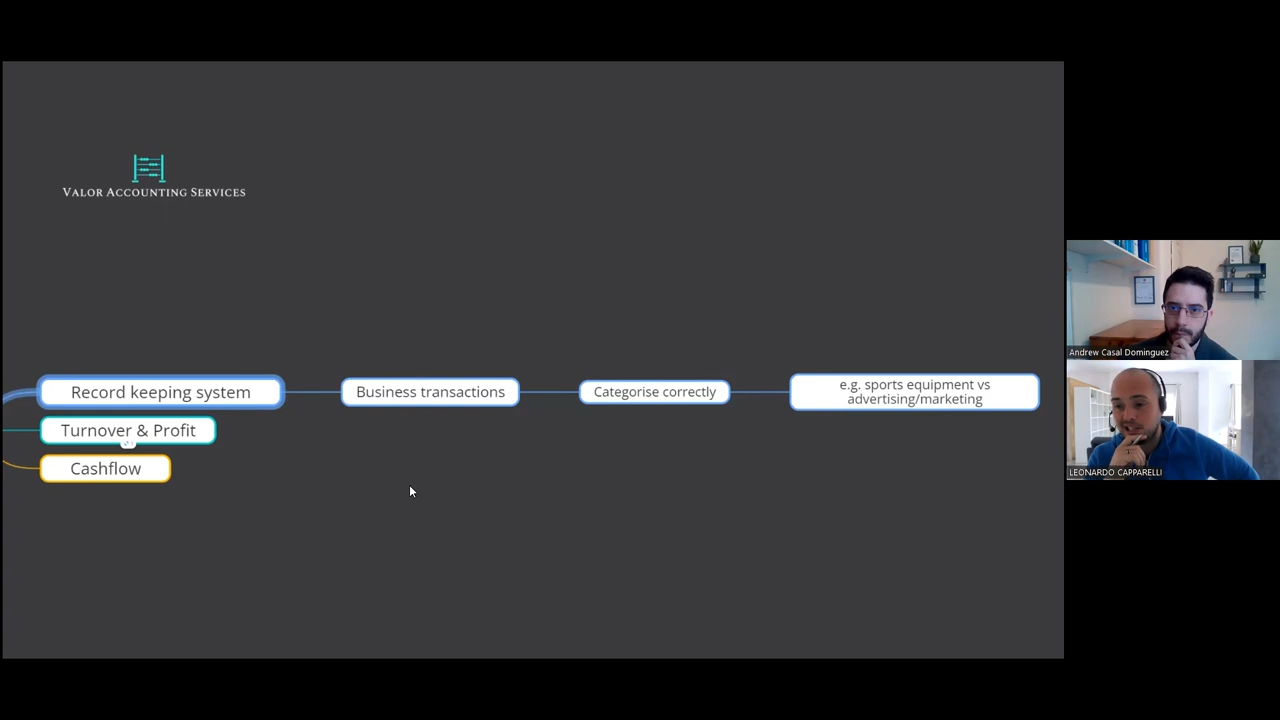 VALOR ACCOUNTING SERVICES
Record keeping system
Business transactions
Categorise correctly
e.g. sports equipment vs
advertising/marketing
Turnover & Profit
Cashflow
Andrew Casal Dominguez
LEONARDO CAPPARELLI